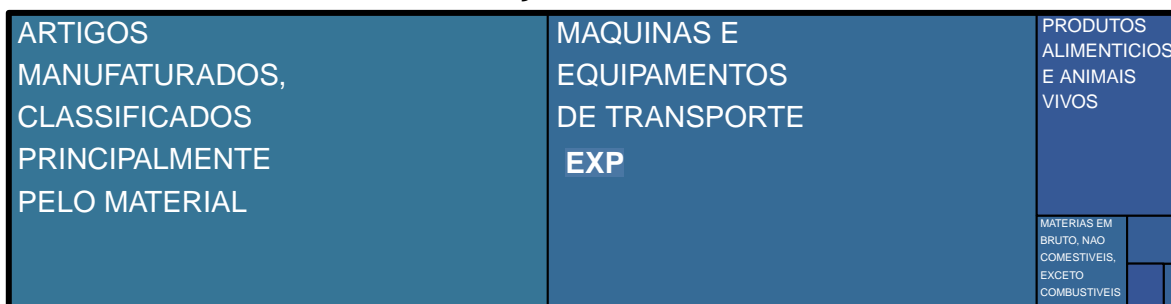 ARTIGOS
MANUFATURADOS,
CLASSIFICADOS
PRINCIPALMENTE
PELO MATERIAL
MAQUINAS E
EQUIPAMENTOS
DE TRANSPORTE
EXP
PRODUTOS
ALIMENTICIOS
E ANIMAIS
VIVOS
MATERIAS EM
BRUTO, NAO
COMESTIVEIS,
EXCETO
COMBUSTIVEIS